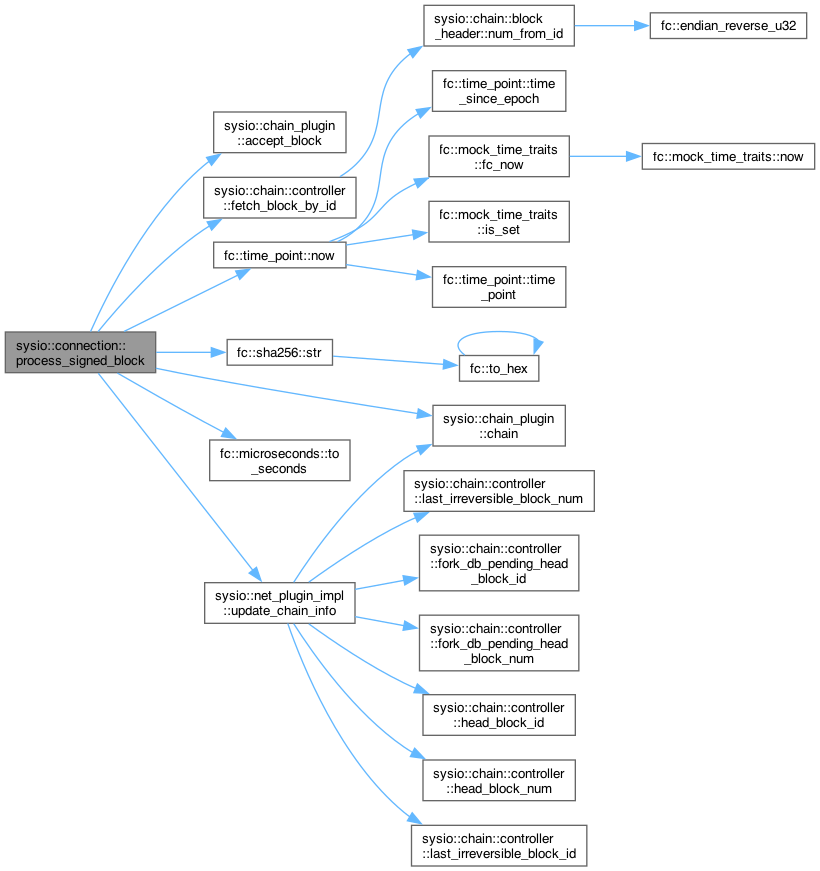 sysio::chain::block
_header::num_from_id
fc::endian_reverse_u32
fc::time_point::time
_since_epoch
sysio::chain_plugin
::accept_block
fc::mock_time_traits
::fc_now
fc::mock_time_traits::now
sysio::chain::controller
::fetch_block_by_id
fc::mock_time_traits
::is_set
fc::time_point::now
fc::time_point::time
_point
sysio::connection::
process_signed_block
fc::sha256::str
fc::to_hex
sysio::chain_plugin
::chain
fc::microseconds::to
_seconds
sysio::chain::controller
::last_irreversible_block_num
sysio::chain::controller
::fork_db_pending_head
_block_id
sysio::net_plugin_impl
::update_chain_info
sysio::chain::controller
::fork_db_pending_head
_block_num
sysio::chain::controller
::head_block_id
sysio::chain::controller
::head_block_num
sysio::chain::controller
::last_irreversible_block_id